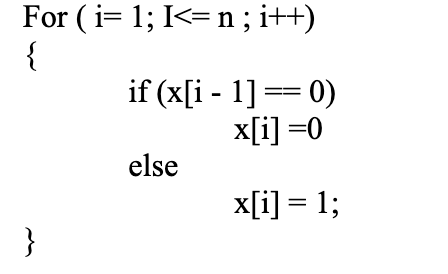 For ( i= 1; I<= n ; i++)
{
if (x[i - 1] == 0)
x[i] =0
else
x[i] = 1;
}